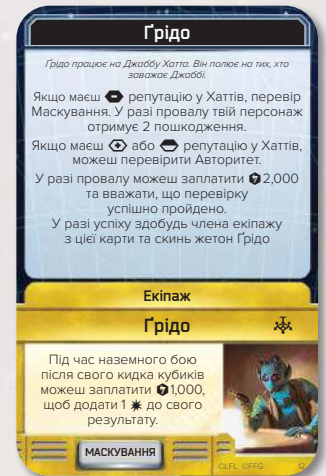 Ґрідо
Ґрідо працює на Джаббу Хатта. Він полює на тих, хто
заважає Джаббі.
Якщо маєш репутацію у Хаттів, перевір
Маскування. У разі провалу твій персонаж
отримує 2 пошкодження.
Якщо маєш або репутацію у Хаттів,
можеш перевірити Авторитет.
У разі провалу можеш заплатити 2,000
та вважати, що перевірку
успішно пройдено.
У разі успіху здобудь члена екіпажу
з цієї карти та скинь жетон Ґрідо
Екіпаж
Ґрідо
Під час наземного бою
після свого кидка кубиків
можеш заплатити 1,000,
щоб додати 1 до свого
результату.
МАСКУВАННЯ
©LFL ©FFG 12